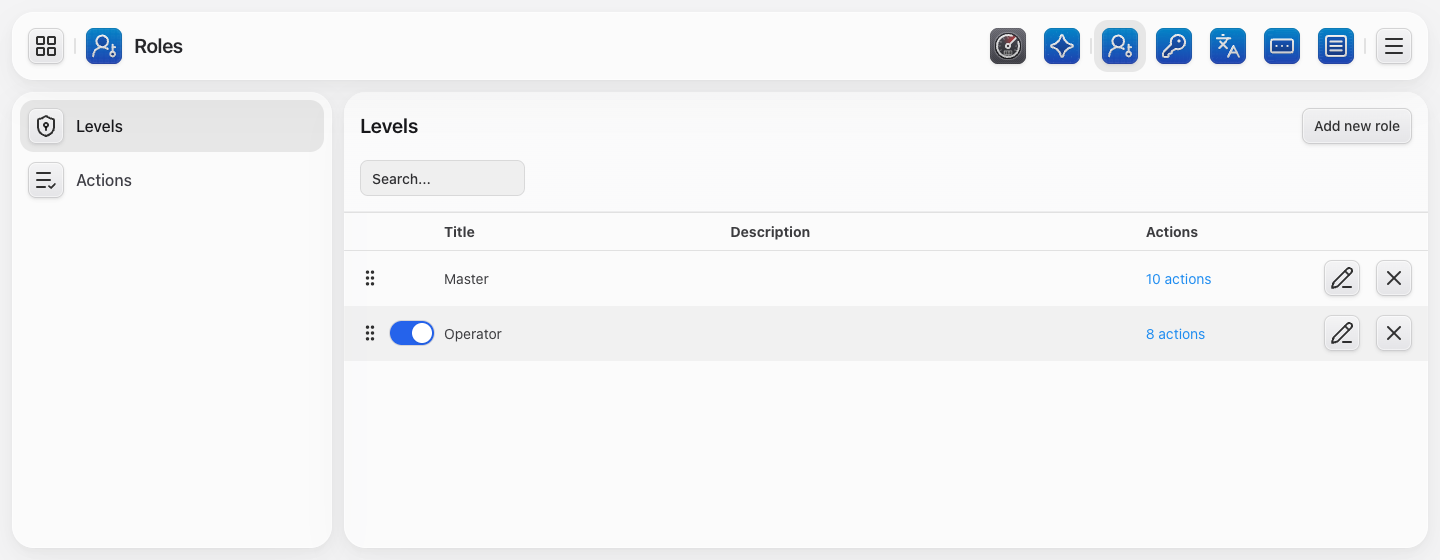 Roles
Levels
Actions
Levels
Add new role
Search...
Title Description Actions
Master 10 actions
Operator 8 actions